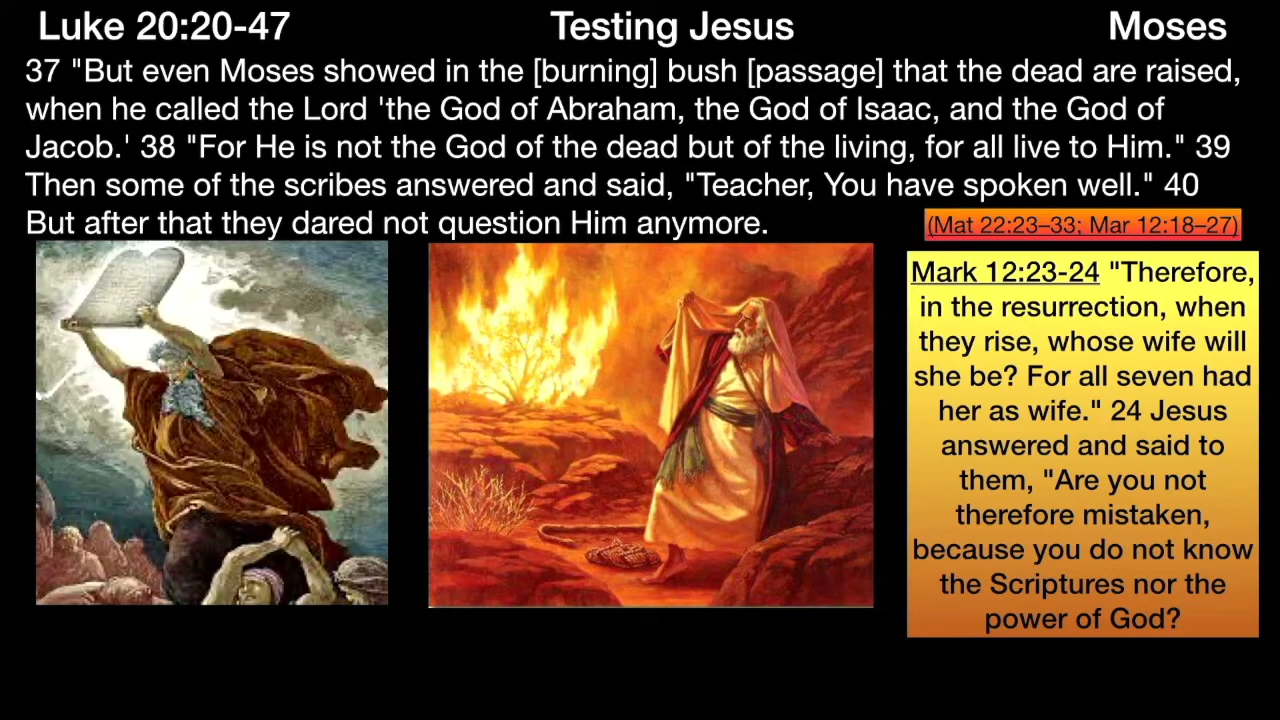 Luke 20:20-47 Testing Jesus Moses
37 "But even Moses showed in the [burning] bush [passage] that the dead are raised,
when he called the Lord 'the God of Abraham, the God of Isaac, and the God of
Jacob.' 38 "For He is not the God of the dead but of the living, for all live to Him." 39
Then some of the scribes answered and said, "Teacher, You have spoken well." 40
But after that they dared not question Him anymore.
(Mat 22:23–33; Mar 12:18–27)
Mark 12:23-24 "Therefore,
in the resurrection, when
they rise, whose wife will
she be? For all seven had
her as wife." 24 Jesus
answered and said to
them, "Are you not
therefore mistaken,
because you do not know
the Scriptures nor the
power of God?